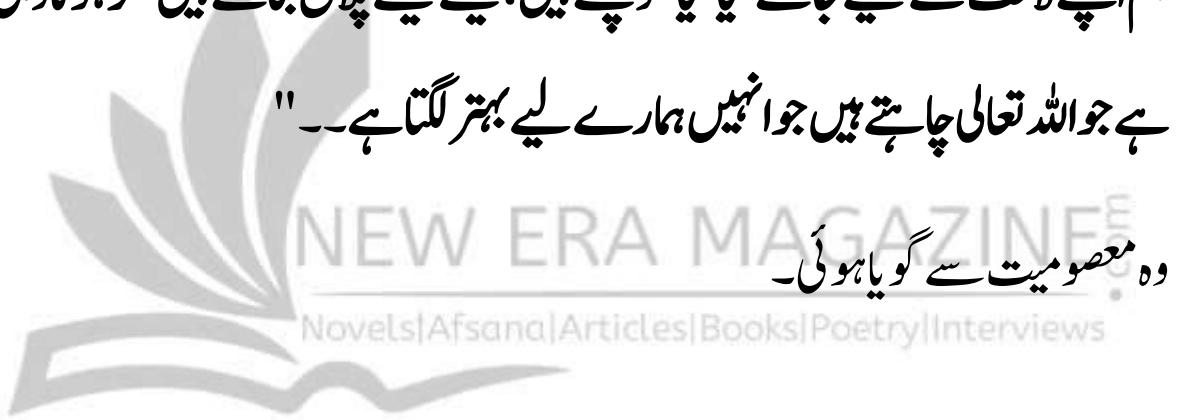 ہے جو اللہ تعالی چاہتے ہیں جو انہیں ہمارے لیے بہتر لگتا ہے۔۔"
NEW ERA MAGAZINE.com
وہ معصومیت سے گویا ہوئی۔
Novels|Afsana|Articles|Books|Poetry|Interviews